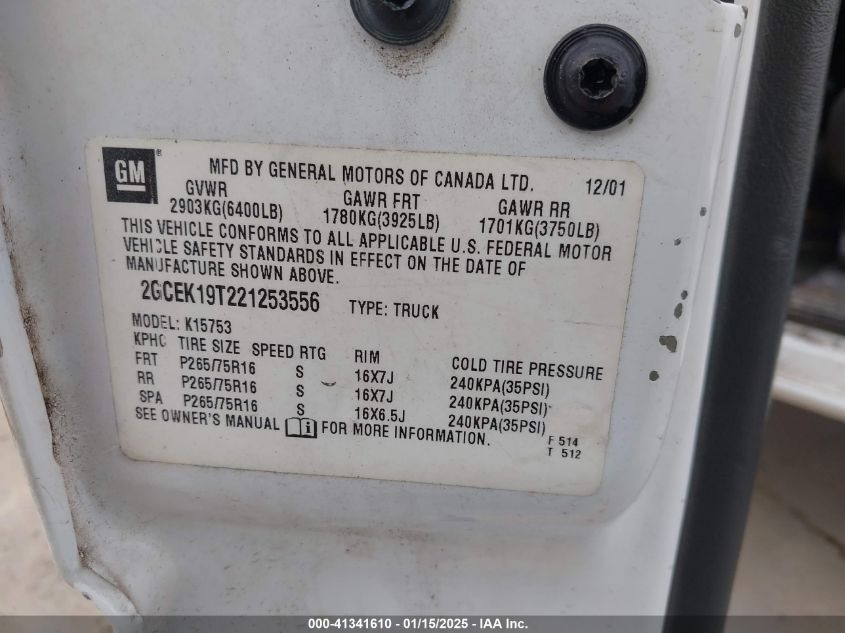 GM ®
MFD BY GENERAL MOTORS OF CANADA LTD. 12/01
GVWR GAWR FRT GAWR RR
2903KG(6400LB) 1780KG(3925LB) 1701KG(3750LB)
THIS VEHICLE CONFORMS TO ALL APPLICABLE U.S. FEDERAL MOTOR
VEHICLE SAFETY STANDARDS IN EFFECT ON THE DATE OF
MANUFACTURE SHOWN ABOVE.
2GCEK19T221253556 TYPE: TRUCK
MODEL: K15753
KPHC TIRE SIZE SPEED RTG RIM COLD TIRE PRESSURE
FRT P265/75R16 S 16X7J 240KPA(35PSI)
RR P265/75R16 S 16X7J 240KPA(35PSI)
SPA P265/75R16 S 16X6.5J 240KPA(35PSI)
SEE OWNER'S MANUAL i FOR MORE INFORMATION.
F 514
T 512
000-41341610 - 01/15/2025 - IAA Inc.